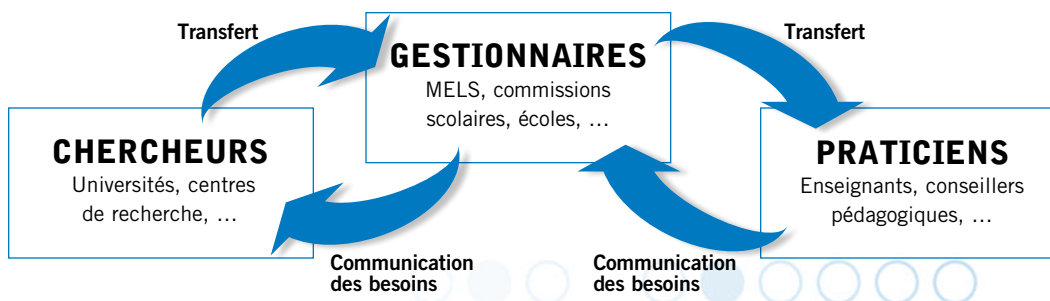 Transfert
Transfert
GESTIONNAIRES
MELS, commissions
scolaires, écoles, …
CHERCHEURS
Universités, centres
de recherche, …
PRATICIENS
Enseignants, conseillers
pédagogiques, …
Communication
des besoins
Communication
des besoins